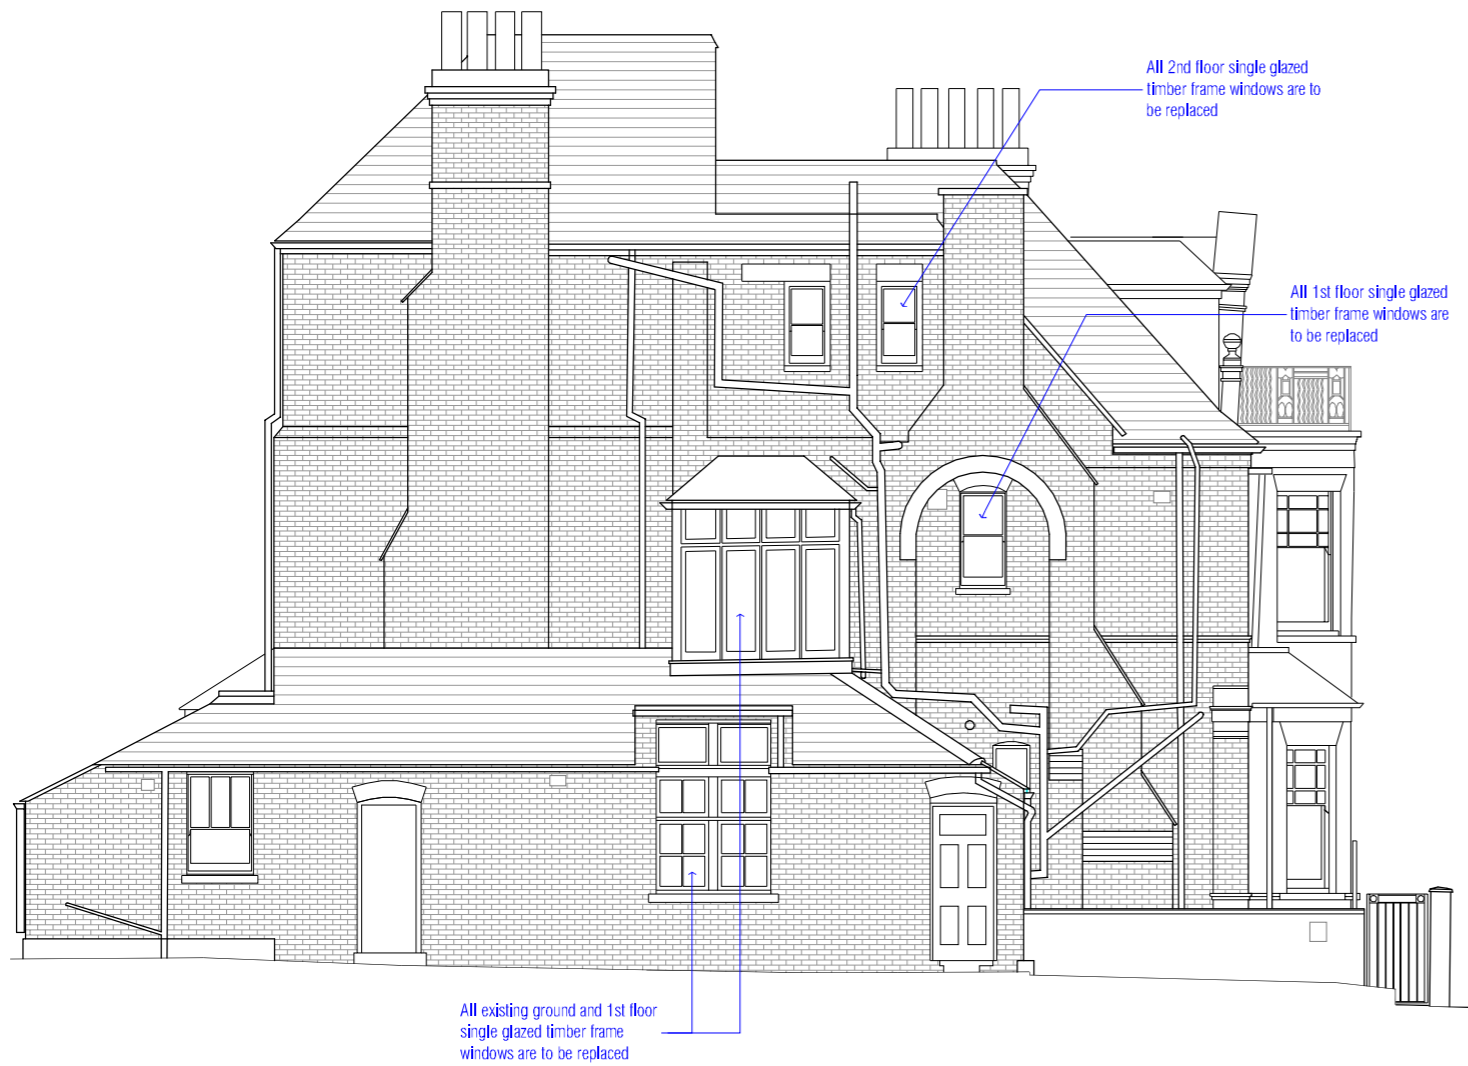 All 2nd floor single glazed
timber frame windows are to
be replaced
All 1st floor single glazed
timber frame windows are
to be replaced
All existing ground and 1st floor
single glazed timber frame
windows are to be replaced